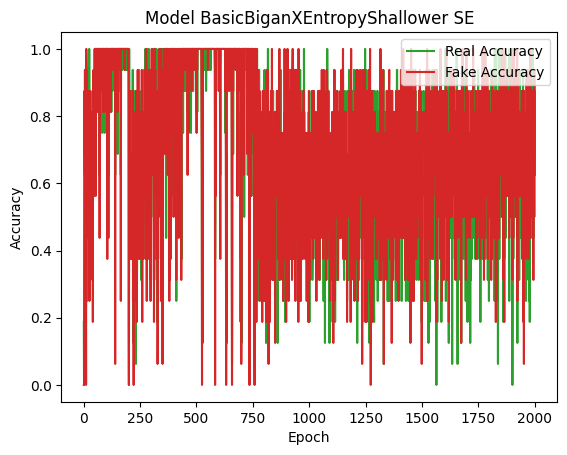 Model BasicBiganXEntropyShallower SE
Real Accuracy
Fake Accuracy
Accuracy
1.0
0.8
0.6
0.4
0.2
0.0
0 250 500 750 1000 1250 1500 1750 2000
Epoch